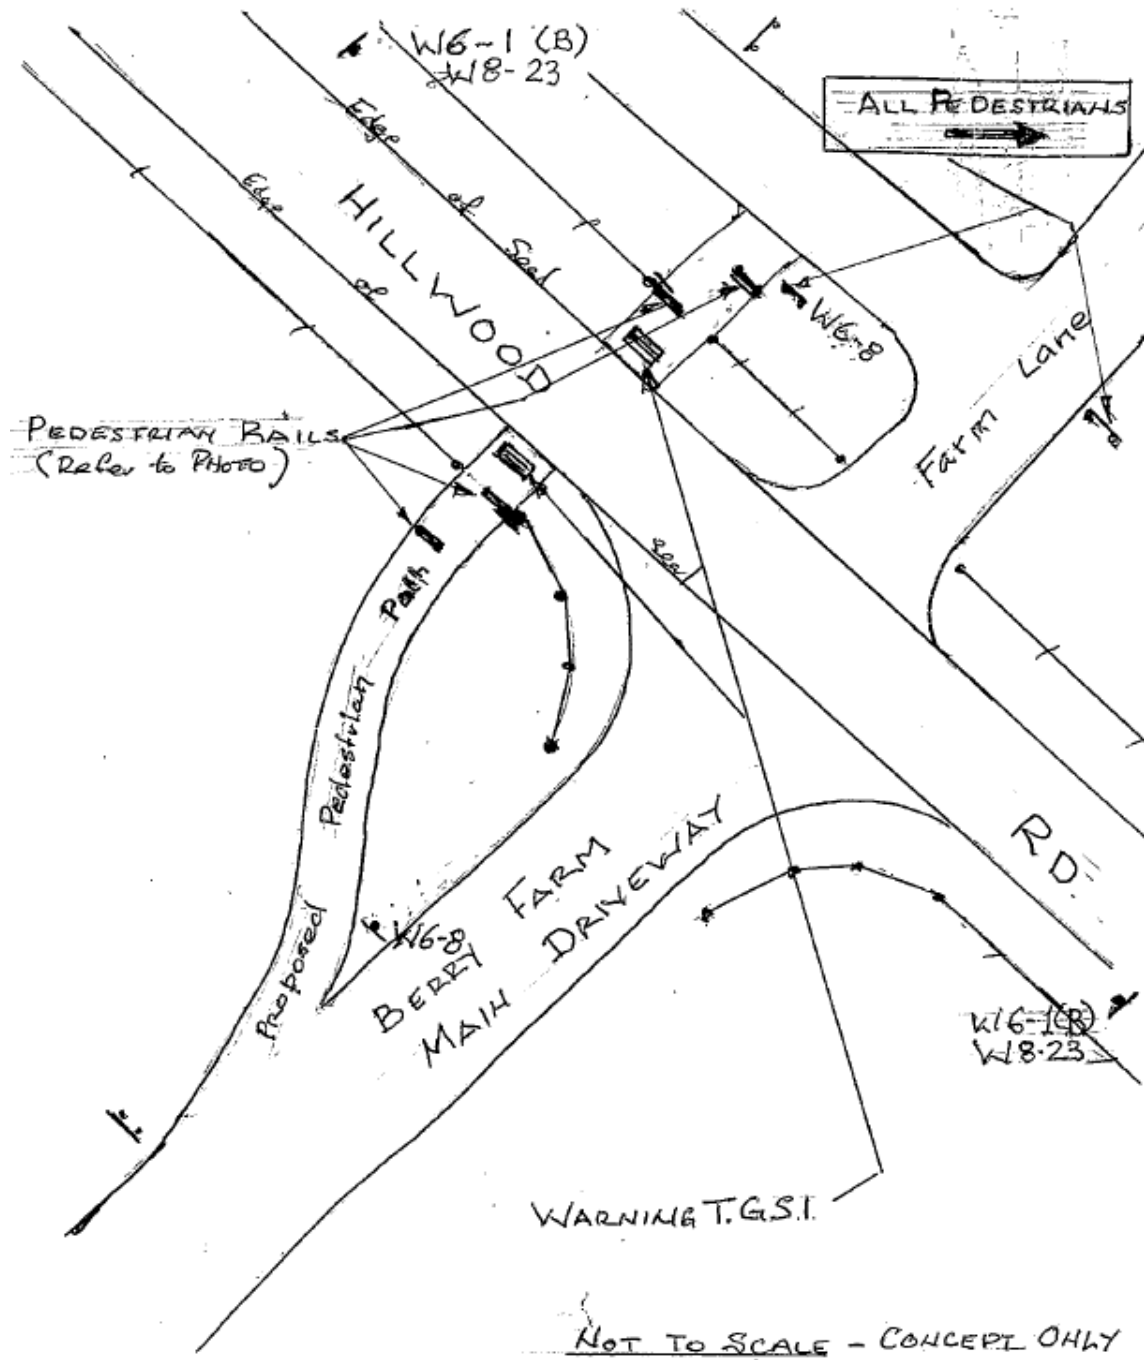 W6-1 (B)
W8-23
ALL PEDESTRIANS
Edge of Seal
Edge of
Seal
HILLWOOD
RD.
W6-8
Farm Lane
PEDESTRIAN RAILS
(Refer to PHOTO)
Proposed Pedestrian Path
W6-8
BERRY FARM
MAIN DRIVEWAY
W6-1(B)
W8-23
WARNING T.G.S.I.
NOT TO SCALE - CONCEPT ONLY